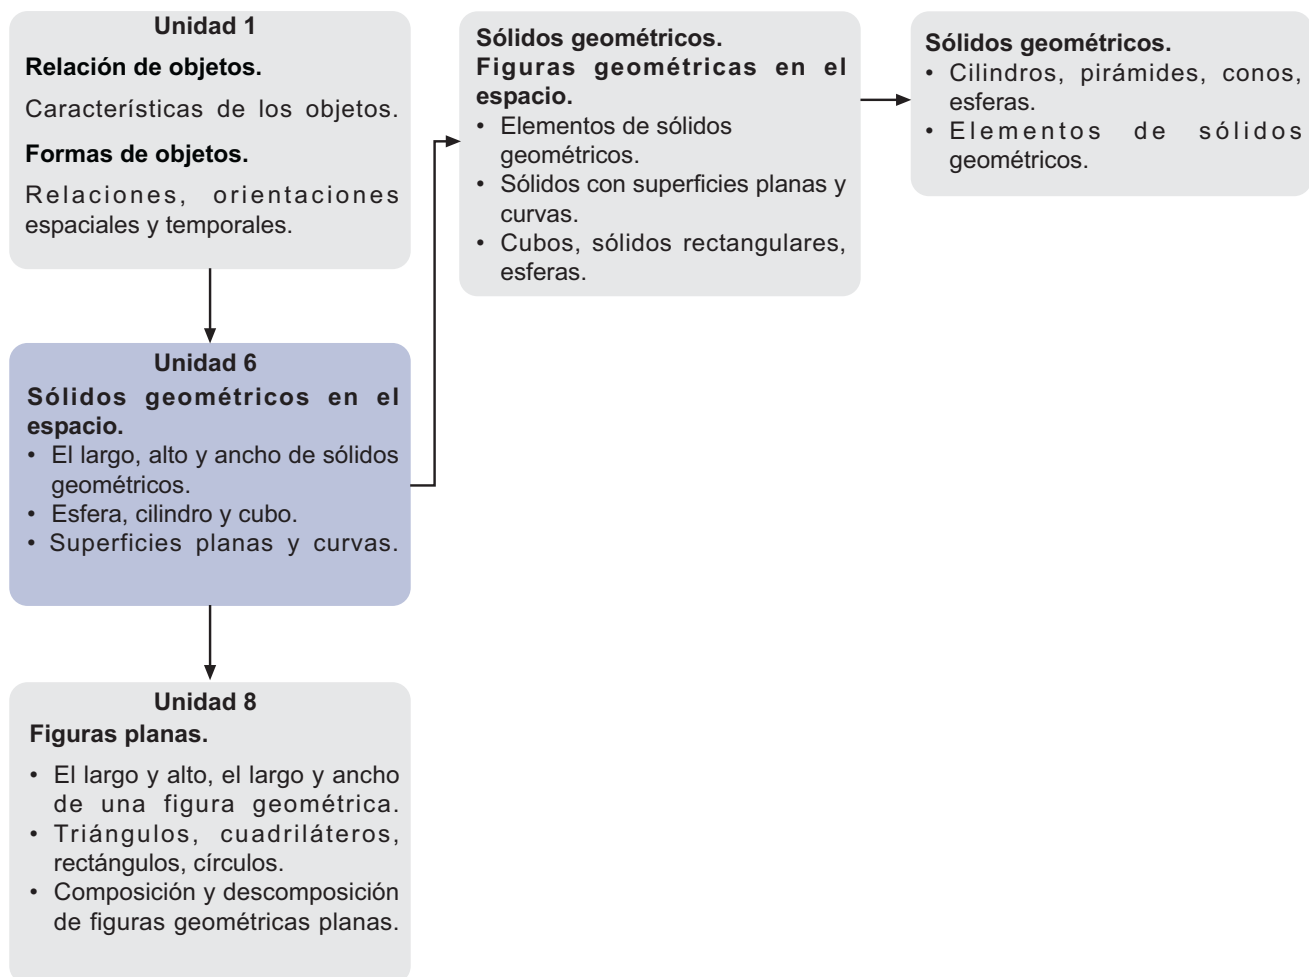 Unidad 1
Relación de objetos.
Características de los objetos.
Formas de objetos.
Relaciones, orientaciones
espaciales y temporales.
Unidad 6
Sólidos geométricos en el
espacio.
• El largo, alto y ancho de sólidos
geométricos.
• Esfera, cilindro y cubo.
• Superficies planas y curvas.
Unidad 8
Figuras planas.
• El largo y alto, el largo y ancho
de una figura geométrica.
• Triángulos, cuadriláteros,
rectángulos, círculos.
• Composición y descomposición
de figuras geométricas planas.
Sólidos geométricos.
Figuras geométricas en el
espacio.
• Elementos de sólidos
geométricos.
• Sólidos con superficies planas y
curvas.
• Cubos, sólidos rectangulares,
esferas.
Sólidos geométricos.
• Cilindros, pirámides, conos,
esferas.
• Elementos de sólidos
geométricos.